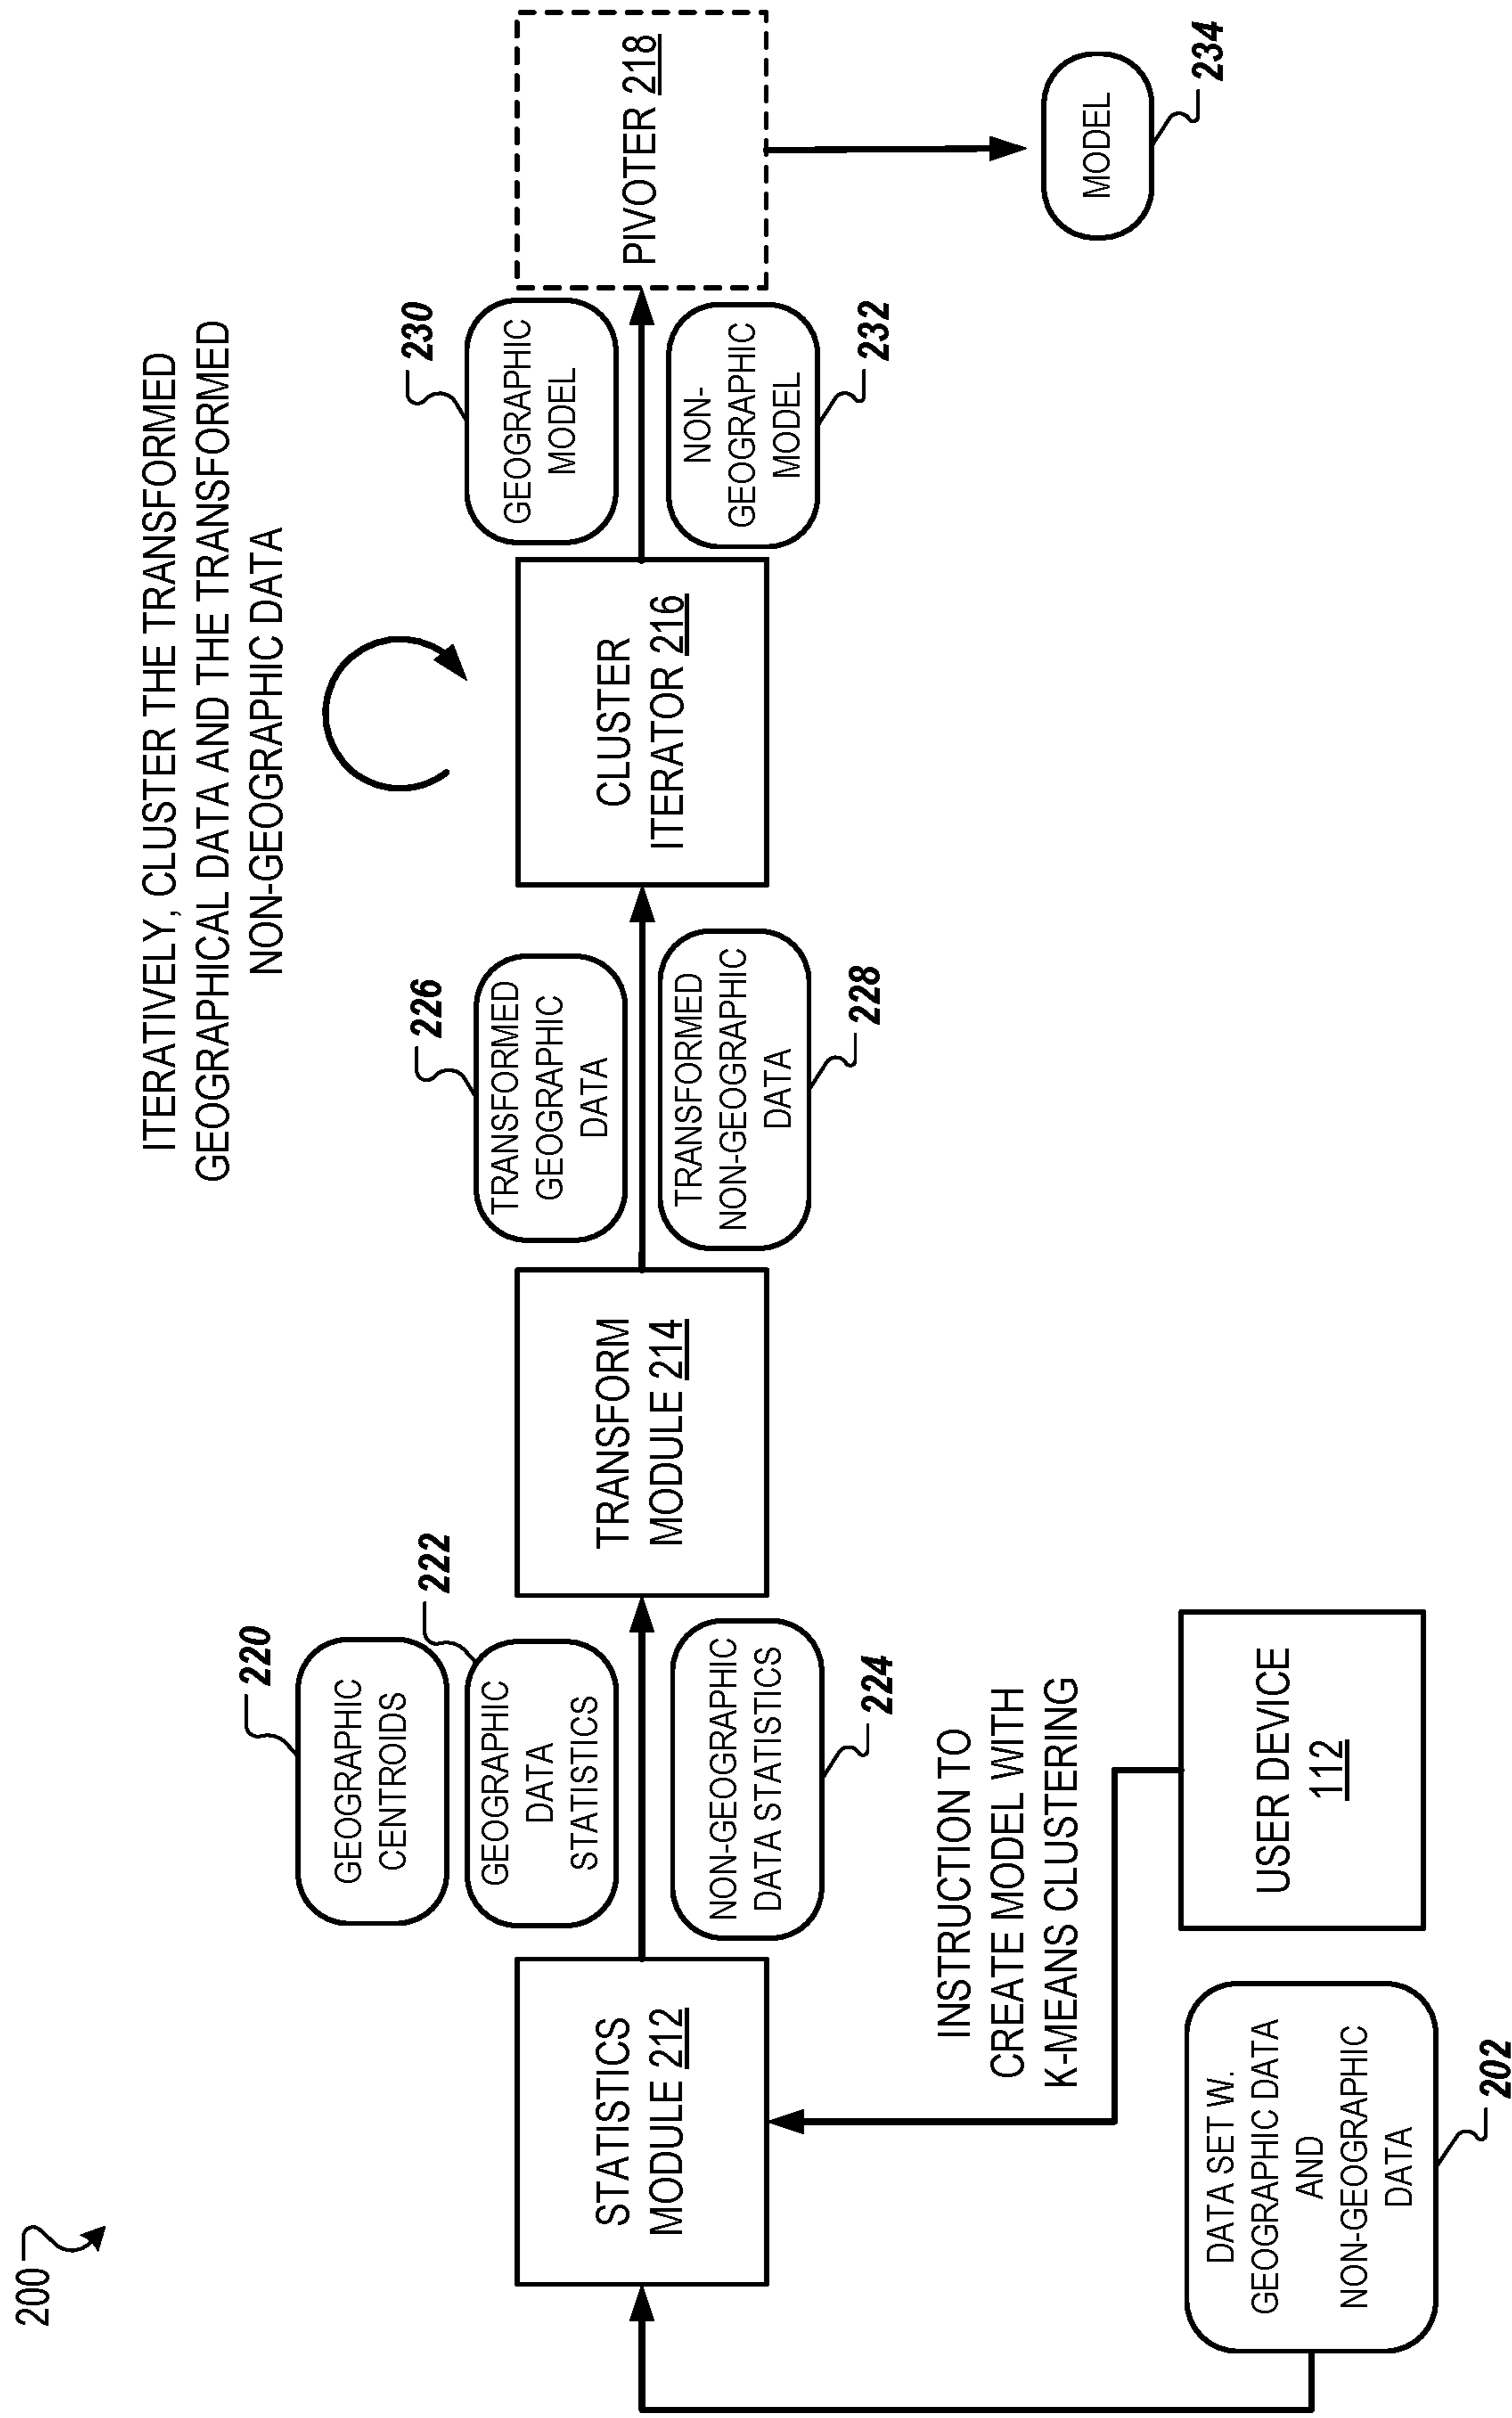 200
ITERATIVELY, CLUSTER THE TRANSFORMED
GEOGRAPHICAL DATA AND THE TRANSFORMED
NON-GEOGRAPHIC DATA
220
GEOGRAPHIC
CENTROIDS
222
GEOGRAPHIC
DATA
STATISTICS
226
TRANSFORMED
GEOGRAPHIC
DATA
230
GEOGRAPHIC
MODEL
STATISTICS
MODULE 212
TRANSFORM
MODULE 214
CLUSTER
ITERATOR 216
PIVOTER 218
NON-GEOGRAPHIC
DATA STATISTICS
224
TRANSFORMED
NON-GEOGRAPHIC
DATA
228
NON-
GEOGRAPHIC
MODEL
232
INSTRUCTION TO
CREATE MODEL WITH
K-MEANS CLUSTERING
MODEL
234
DATA SET W.
GEOGRAPHIC DATA
AND
NON-GEOGRAPHIC
DATA
202
USER DEVICE
112